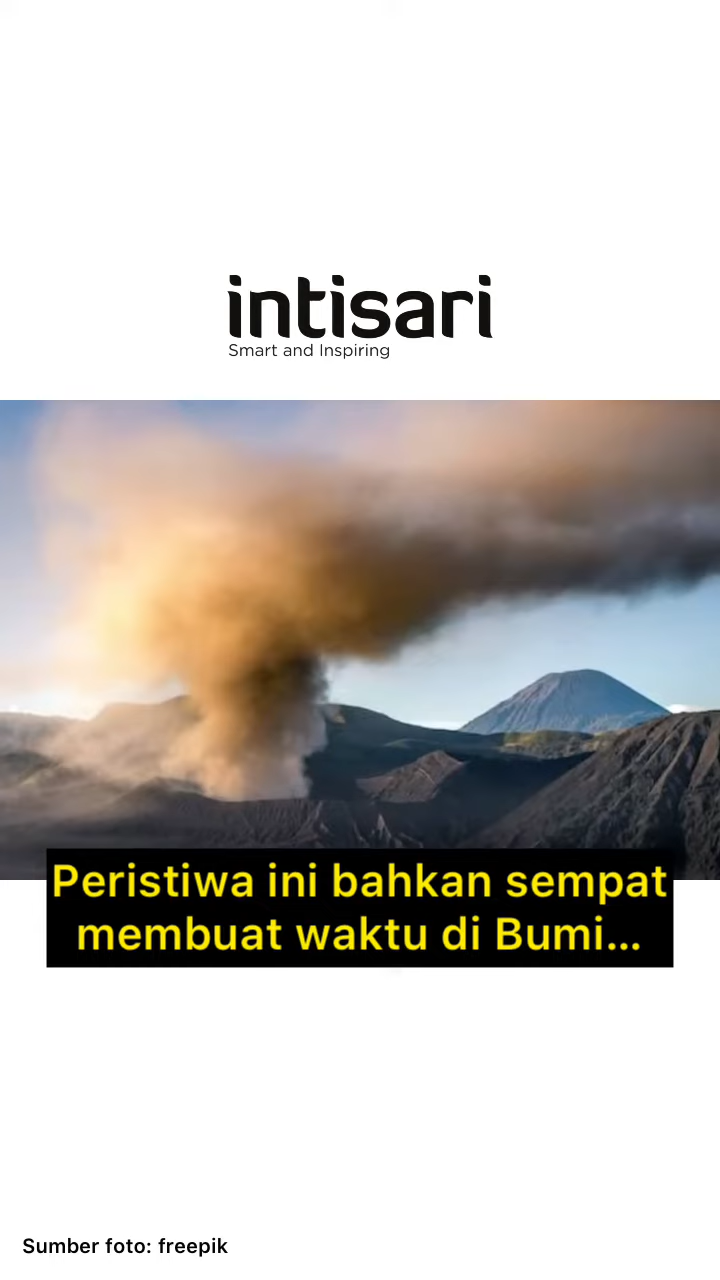 intisari
Smart and Inspiring
Peristiwa ini bahkan sempat
membuat waktu di Bumi...
Sumber foto: freepik